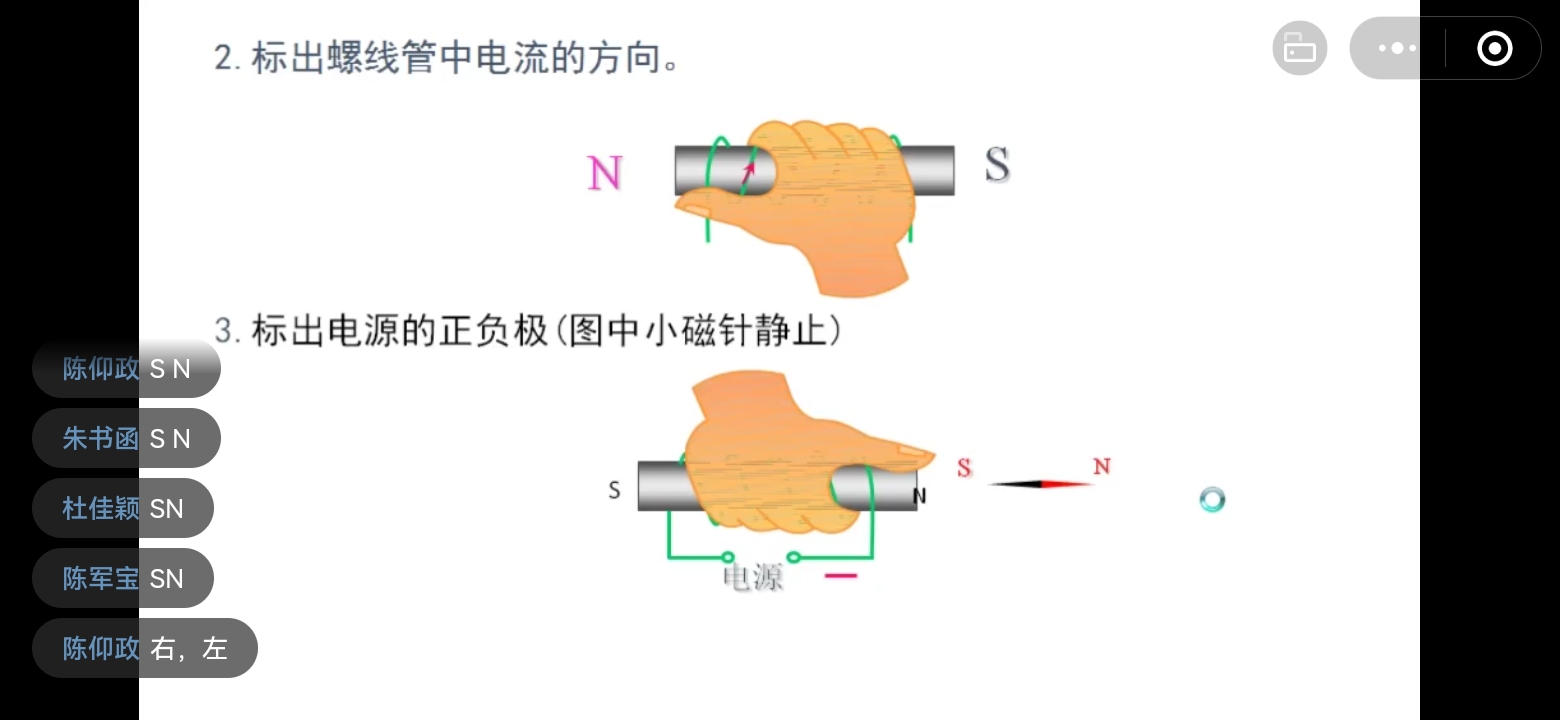 2. 标出螺线管中电流的方向。
N
S
3. 标出电源的正负极(图中小磁针静止)
陈仰政 S N
朱书函 S N
杜佳颖 SN
陈军宝 SN
陈仰政 右，左
S
N
S
N
电源